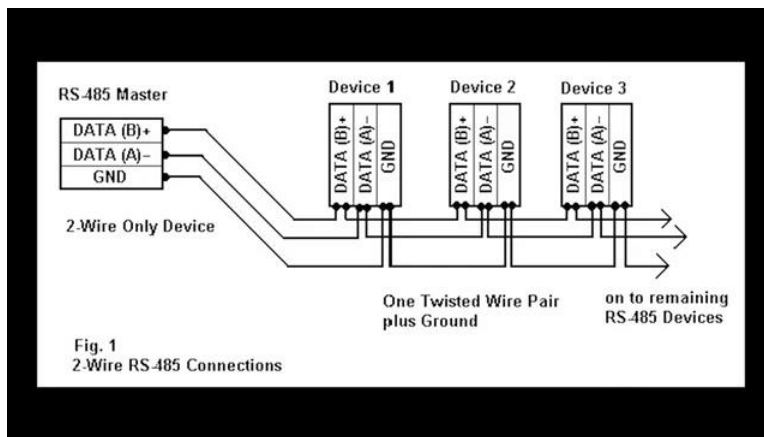 RS-485 Master
DATA (B)+
DATA (A)-
GND
2-Wire Only Device
Device 1
DATA (B)+
DATA (A)-
GND
Device 2
DATA (B)+
DATA (A)-
GND
Device 3
DATA (B)+
DATA (A)-
GND
One Twisted Wire Pair
plus Ground
on to remaining
RS-485 Devices
Fig. 1
2-Wire RS-485 Connections